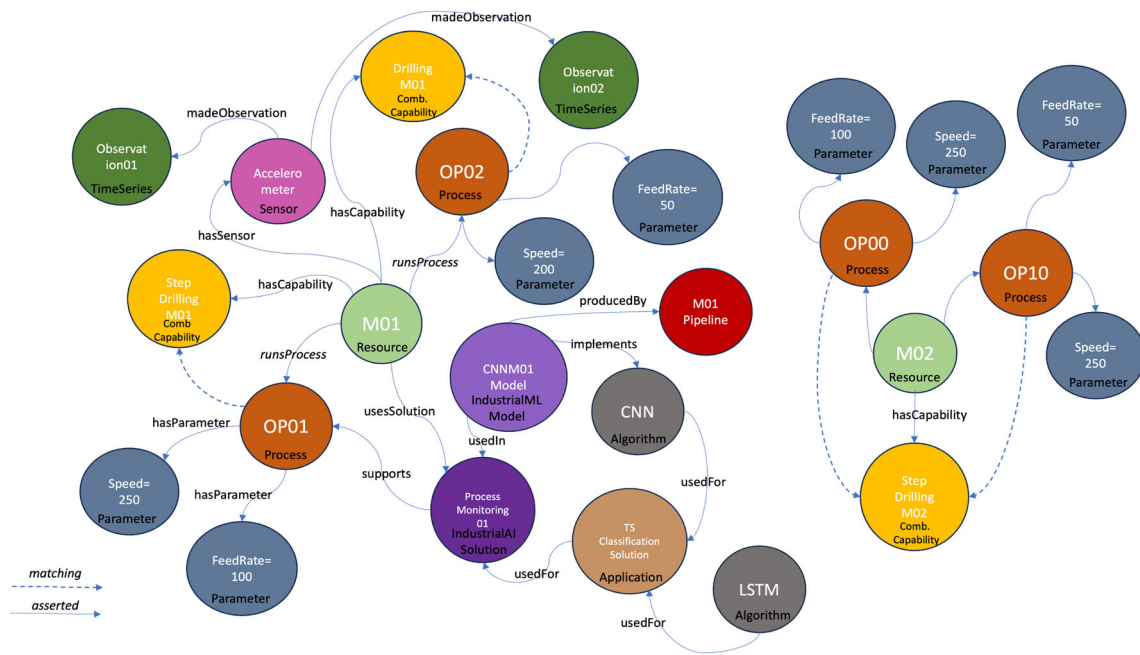 madeObservation
Drilling
M01
Comb.
Capability
Observat
ion02
TimeSeries
madeObservation
Observat
ion01
TimeSeries
Accelero
meter
Sensor
OP02
Process
FeedRate=
50
Parameter
hasCapability
hasSensor
runsProcess
Speed=
200
Parameter
Step
Drilling
M01
Comb
Capability
hasCapability
M01
Resource
producedBy
M01
Pipeline
runsProcess
implements
CNNM01
Model
IndustrialML
Model
CNN
Algorithm
usesSolution
usedIn
OP01
Process
hasParameter
supports
usedFor
Speed=
250
Parameter
hasParameter
Process
Monitoring
01
IndustrialAI
Solution
TS
Classification
Solution
Application
usedFor
FeedRate=
100
Parameter
LSTM
Algorithm
usedFor
matching
asserted
FeedRate=
100
Parameter
Speed=
250
Parameter
FeedRate=
50
Parameter
OP00
Process
OP10
Process
M02
Resource
Speed=
250
Parameter
hasCapability
Step
Drilling
M02
Comb.
Capability